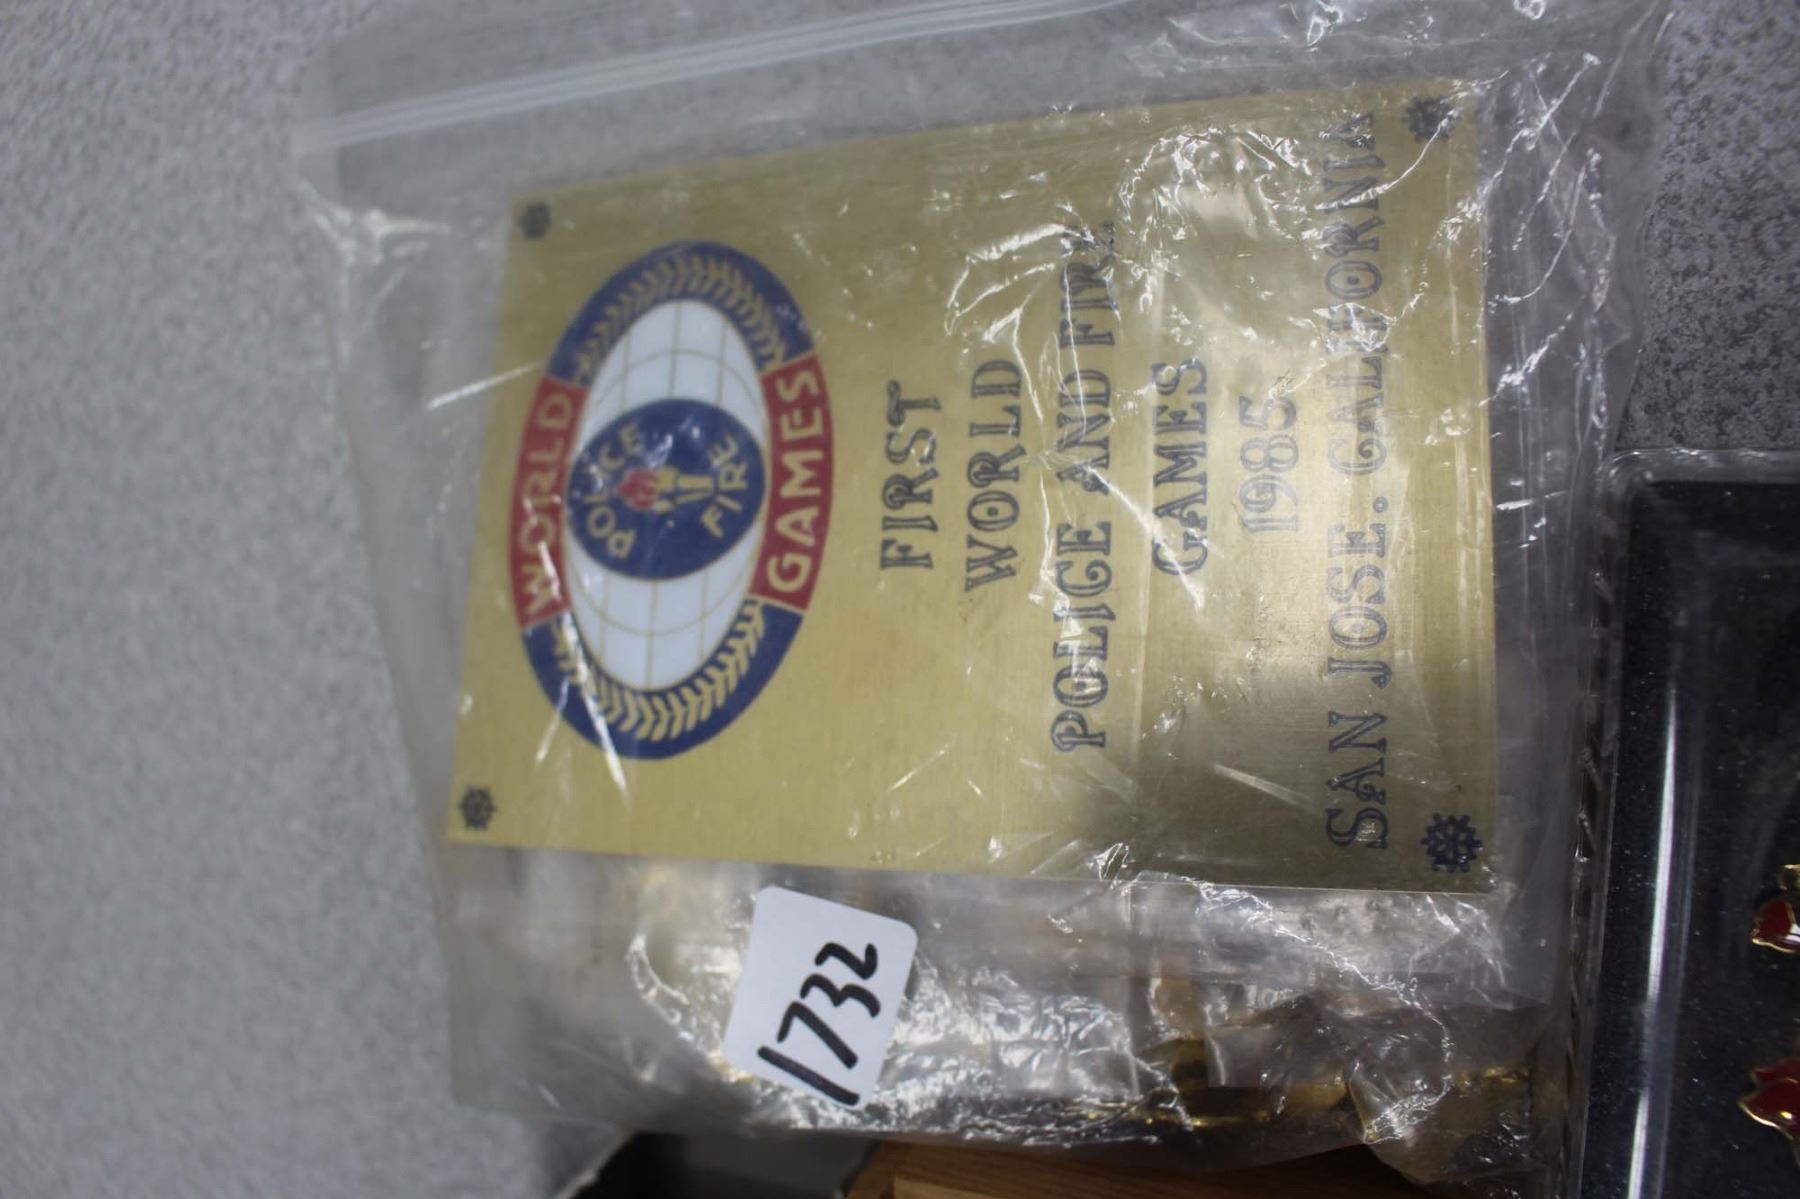 WORLD
POLICE
FIRE
GAMES
FIRST
WORLD
POLICE AND FIRE
GAMES
1985
SAN JOSE. CALIFORNIA
1732